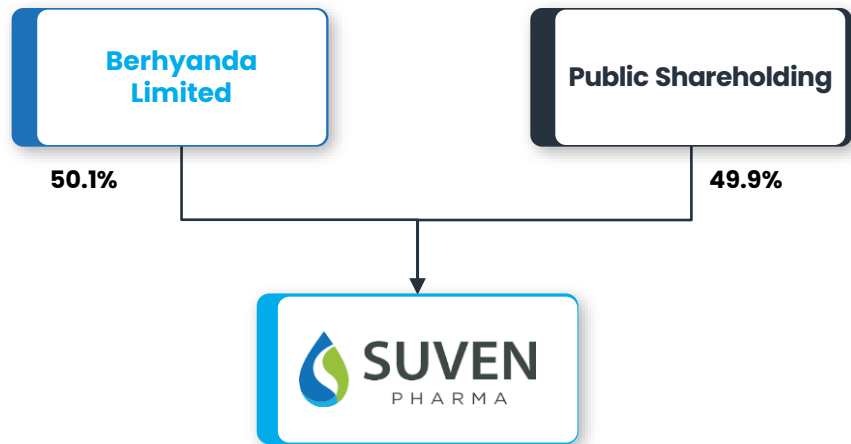 Berhyanda
Limited
Public Shareholding
50.1%
49.9%
SUVEN
PHARMA